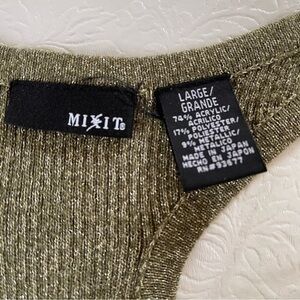 MIXIT®
LARGE/
GRANDE
74% ACRYLIC/
ACRILICO
17% POLYESTER/
POLIESTER
9% METALLIC/
METALICO
MADE IN JAPAN
HECHO EN JAPON
RN#93677